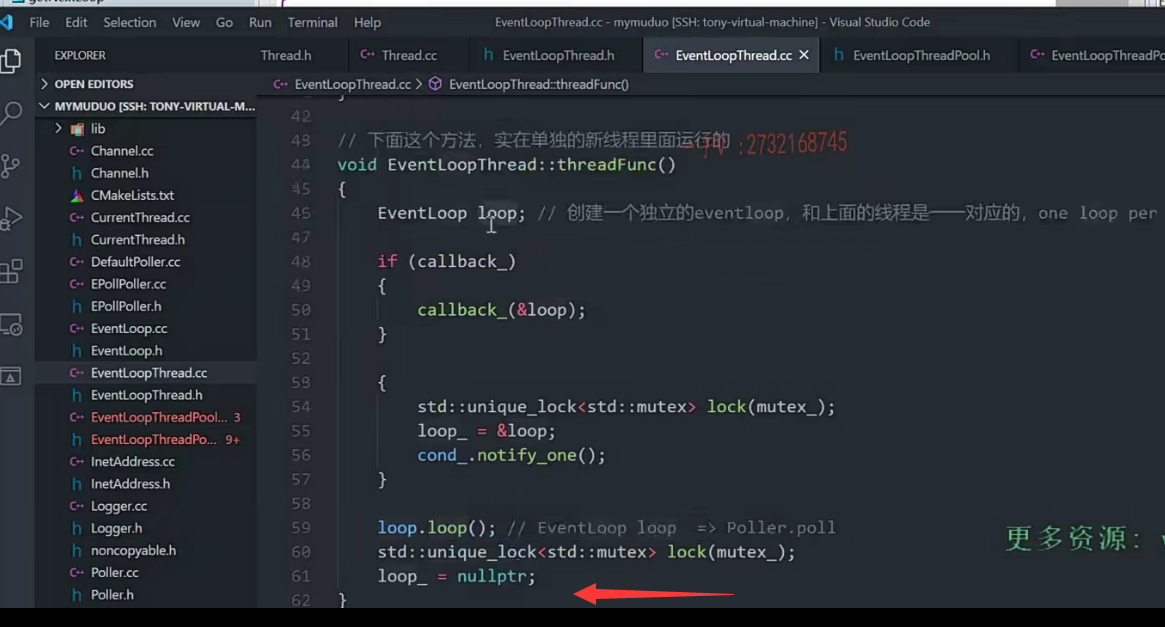 File Edit Selection View Go Run Terminal Help
EventLoopThread.cc - mymuduo [SSH: tony-virtual-machine] - Visual Studio Code
EXPLORER
OPEN EDITORS
MYMUDUO [SSH: TONY-VIRTUAL-M...
lib
Channel.cc
Channel.h
CMakeLists.txt
CurrentThread.cc
CurrentThread.h
DefaultPoller.cc
EPollPoller.cc
EPollPoller.h
EventLoop.cc
EventLoop.h
EventLoopThread.cc
EventLoopThread.h
EventLoopThreadPool... 3
EventLoopThreadPo... 9+
InetAddress.cc
InetAddress.h
Logger.cc
Logger.h
noncopyable.h
Poller.cc
Poller.h
Thread.h
Thread.cc
EventLoopThread.h
EventLoopThread.cc
EventLoopThreadPool.h
EventLoopThreadPo
EventLoopThread.cc > EventLoopThread::threadFunc()
42
43 // 下面这个方法，实在单独的新线程里面运行的
:2732168745
44 void EventLoopThread::threadFunc()
45 {
46 EventLoop loop; // 创建一个独立的eventloop，和上面的线程是一一对应的，one loop per
47
48 if (callback_)
49 {
50 callback_(&loop);
51 }
52
53 {
54 std::unique_lock<std::mutex> lock(mutex_);
55 loop_ = &loop;
56 cond_.notify_one();
57 }
58
59 loop.loop(); // EventLoop loop => Poller.poll
60 std::unique_lock<std::mutex> lock(mutex_);
61 loop_ = nullptr;
62 }
更多资源：